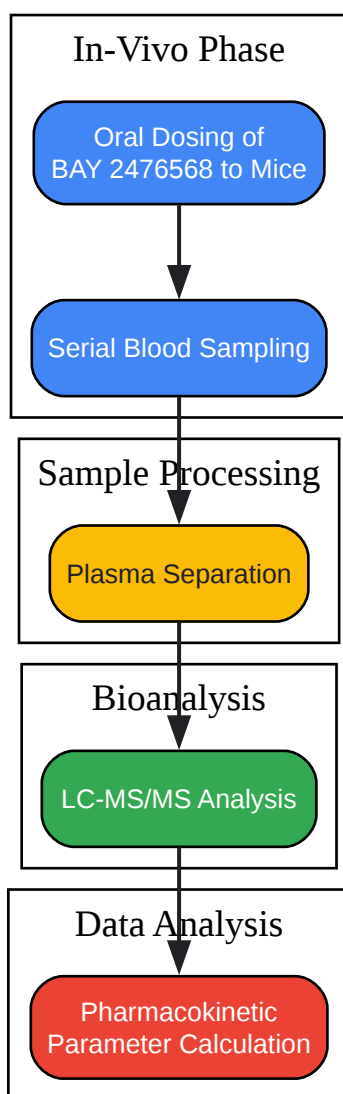 In-Vivo Phase
Oral Dosing of
BAY 2476568 to Mice
Serial Blood Sampling
Sample Processing
Plasma Separation
Bioanalysis
LC-MS/MS Analysis
Data Analysis
Pharmacokinetic
Parameter Calculation